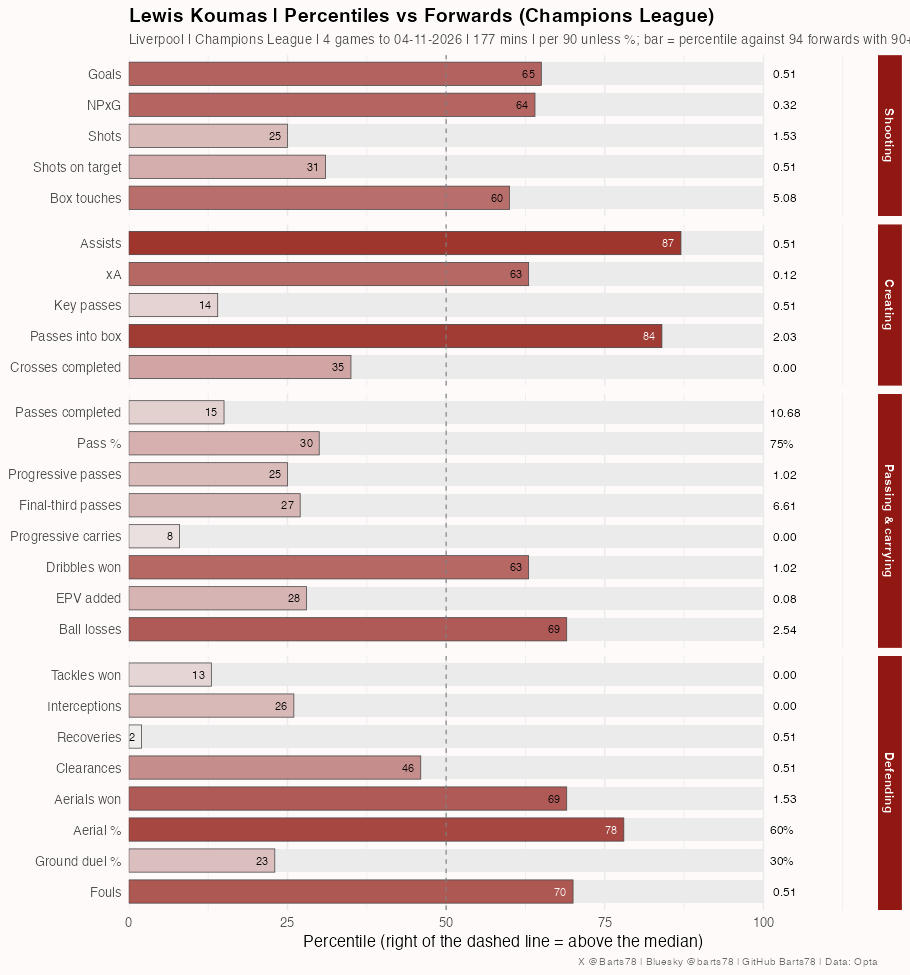 Lewis Koumas | Percentiles vs Forwards (Champions League)
Liverpool | Champions League | 4 games to 04-11-2026 | 177 mins | per 90 unless %; bar = percentile against 94 forwards with 90+
Goals 65 0.51
NPxG 64 0.32
Shots 25 1.53
Shots on target 31 0.51
Box touches 60 5.08
Shooting
Assists 87 0.51
xA 63 0.12
Key passes 14 0.51
Passes into box 84 2.03
Crosses completed 35 0.00
Creating
Passes completed 15 10.68
Pass % 30 75%
Progressive passes 25 1.02
Final-third passes 27 6.61
Progressive carries 8 0.00
Dribbles won 63 1.02
EPV added 28 0.08
Ball losses 69 2.54
Passing & carrying
Tackles won 13 0.00
Interceptions 26 0.00
Recoveries 2 0.51
Clearances 46 0.51
Aerials won 69 1.53
Aerial % 78 60%
Ground duel % 23 30%
Fouls 70 0.51
Defending
0 25 50 75 100
Percentile (right of the dashed line = above the median)
X @Barts78 | Bluesky @barts78 | GitHub Barts78 | Data: Opta